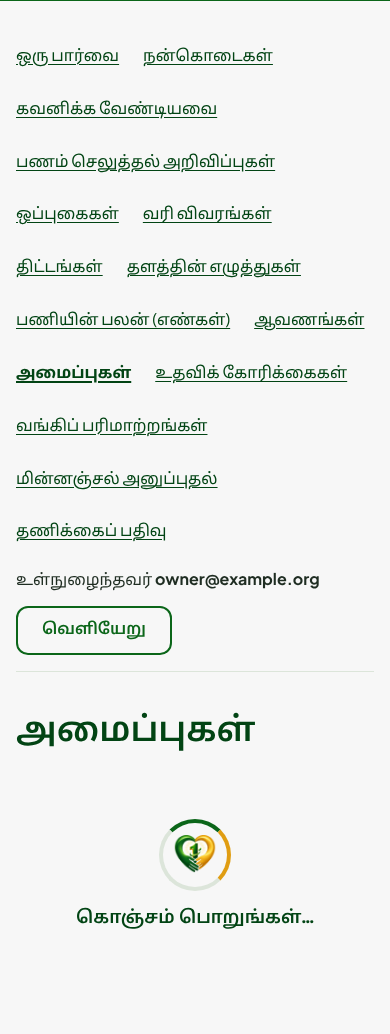 ஒரு பார்வை நன்கொடைகள்
கவனிக்க வேண்டியவை
பணம் செலுத்தல் அறிவிப்புகள்
ஒப்புகைகள் வரி விவரங்கள்
திட்டங்கள் தளத்தின் எழுத்துகள்
பணியின் பலன் (எண்கள்) ஆவணங்கள்
அமைப்புகள் உதவிக் கோரிக்கைகள்
வங்கிப் பரிமாற்றங்கள்
மின்னஞ்சல் அனுப்புதல்
தணிக்கைப் பதிவு
உள்நுழைந்தவர் owner@example.org
வெளியேறு
அமைப்புகள்
கொஞ்சம் பொறுங்கள்…